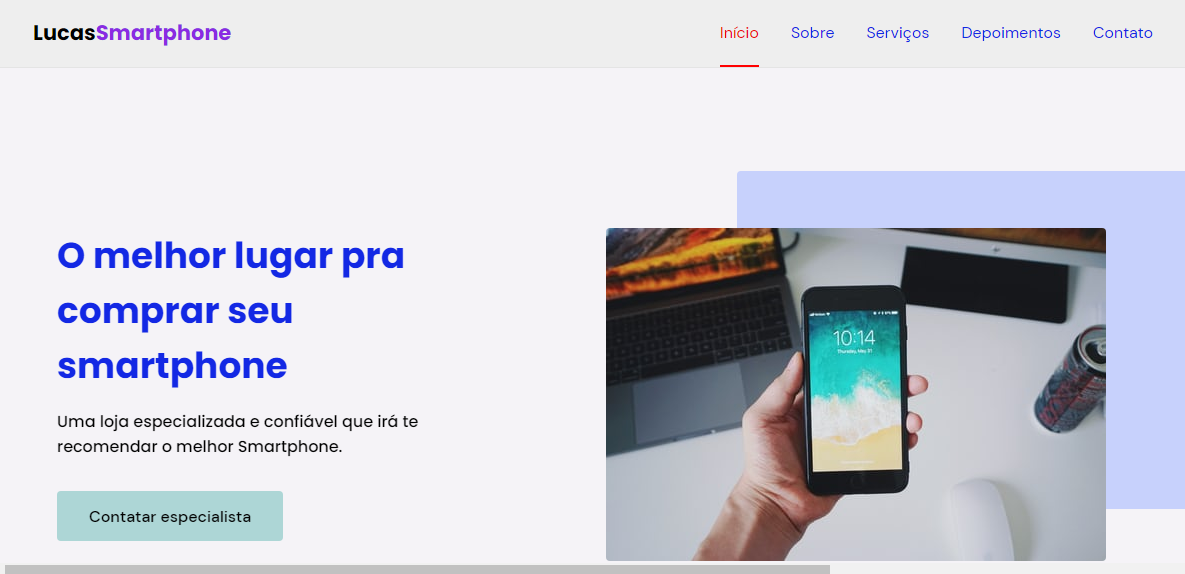 LucasSmartphone
Início Sobre Serviços Depoimentos Contato
O melhor lugar pra
comprar seu
smartphone
Uma loja especializada e confiável que irá te
recomendar o melhor Smartphone.
Contatar especialista
10:14
Thursday, May 31